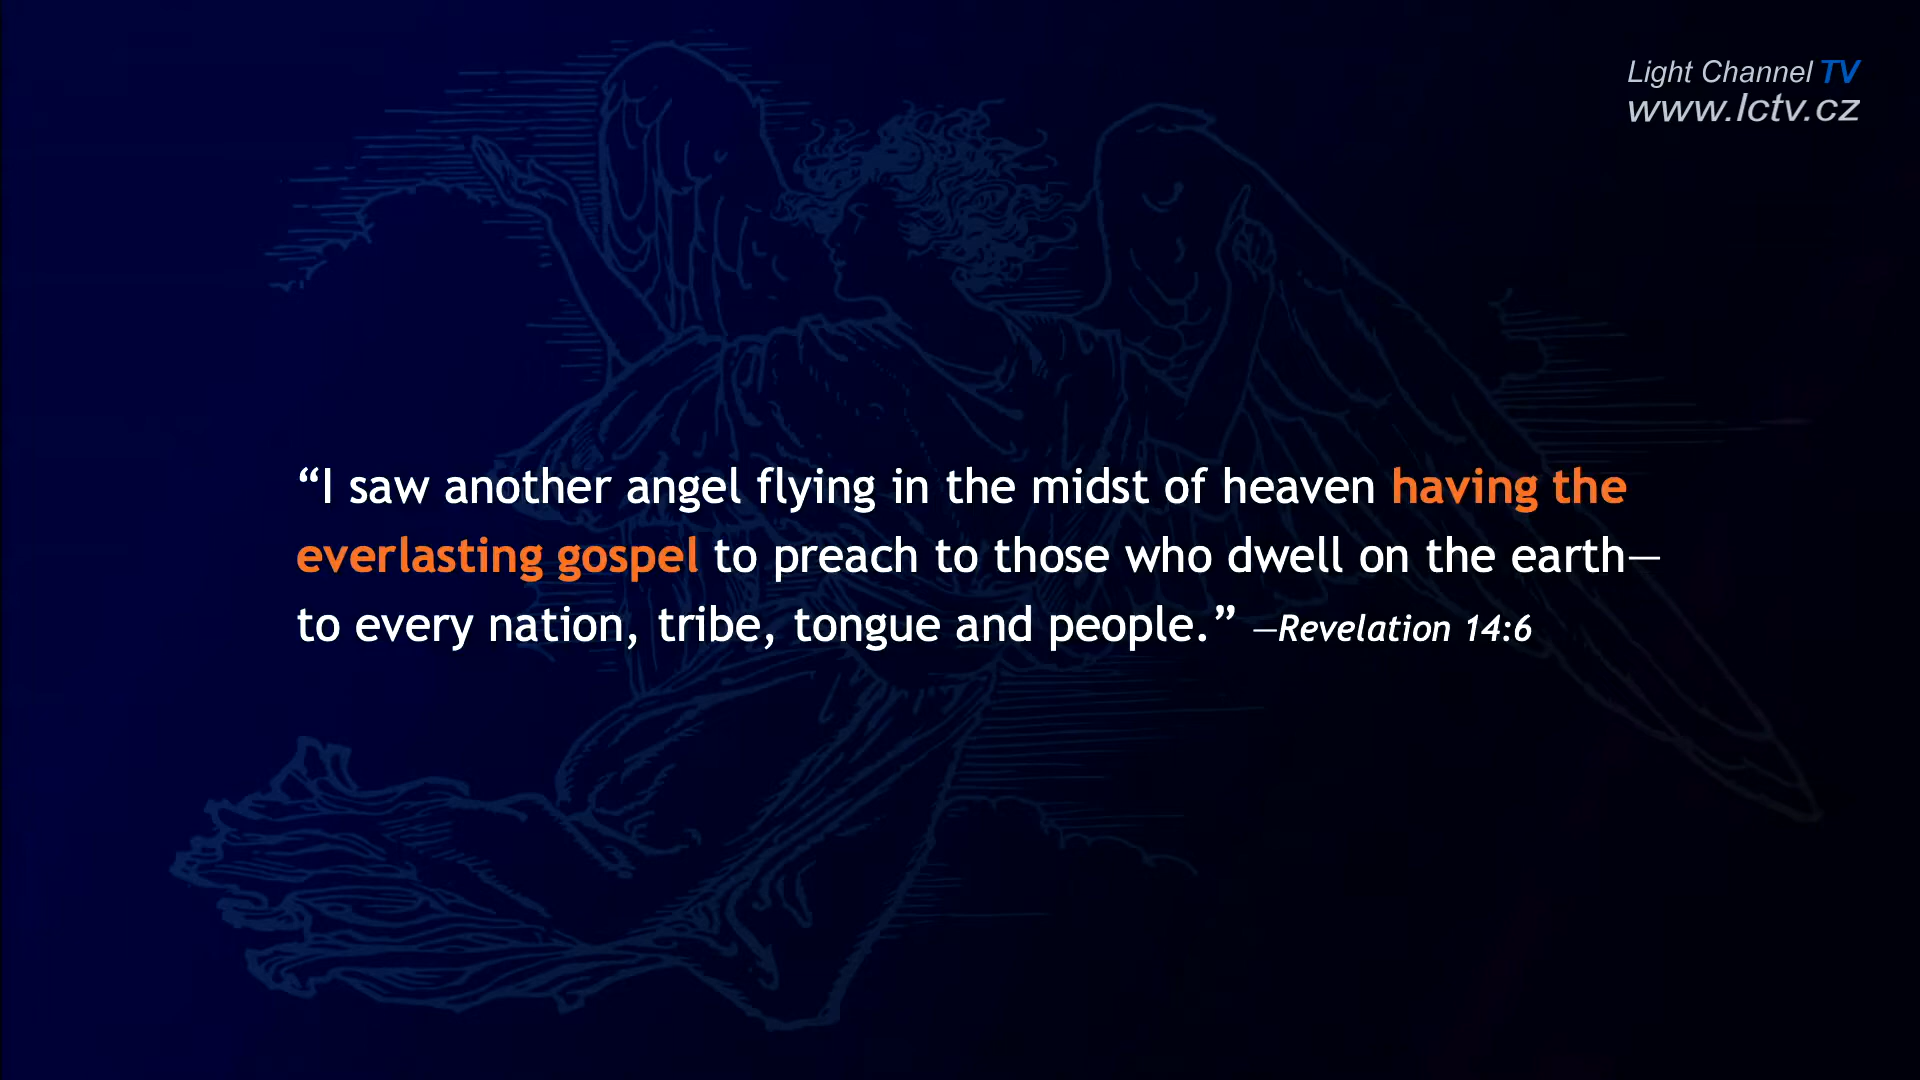 Light Channel TV
www.lctv.cz
“I saw another angel flying in the midst of heaven having the
everlasting gospel to preach to those who dwell on the earth—
to every nation, tribe, tongue and people.” —Revelation 14:6